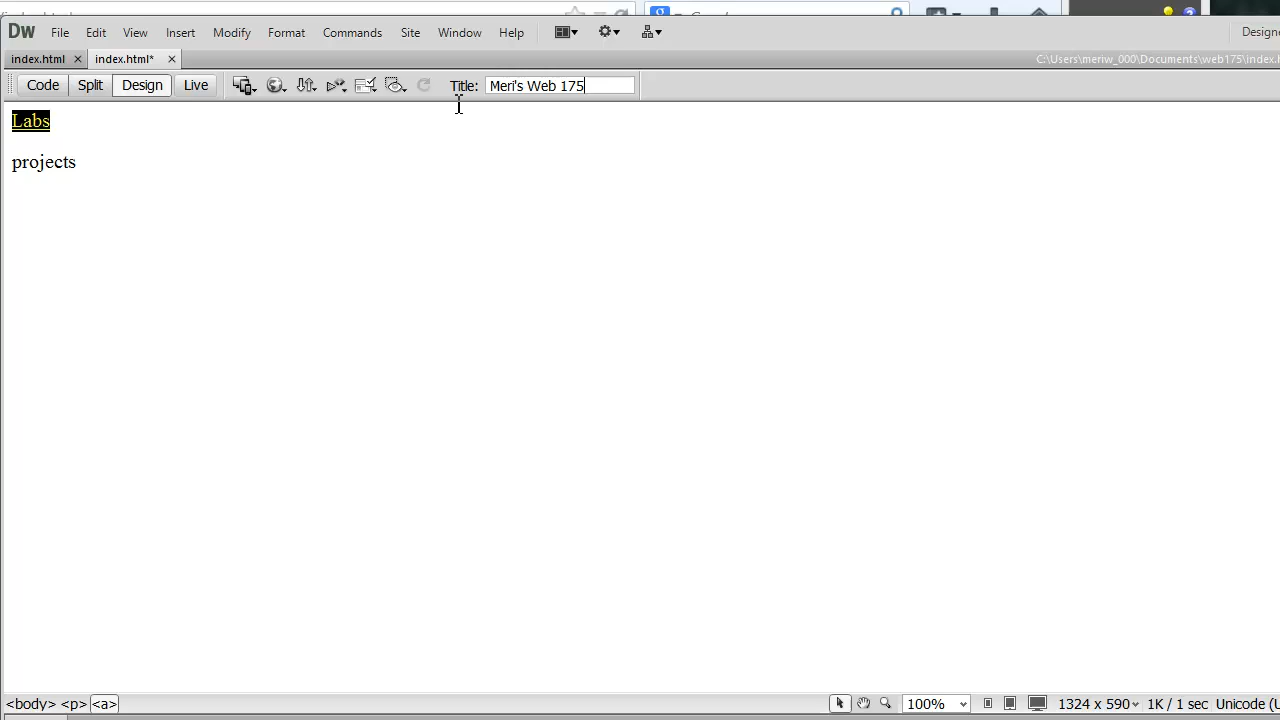 Dw File Edit View Insert Modify Format Commands Site Window Help Designe
index.html × index.html* × C:\Users\meriw_000\Documents\web175\index.h
Code Split Design Live Title: Meri's Web 175
Labs
projects
<body> <p> <a> 100% 1324 x 590 1K / 1 sec Unicode (U